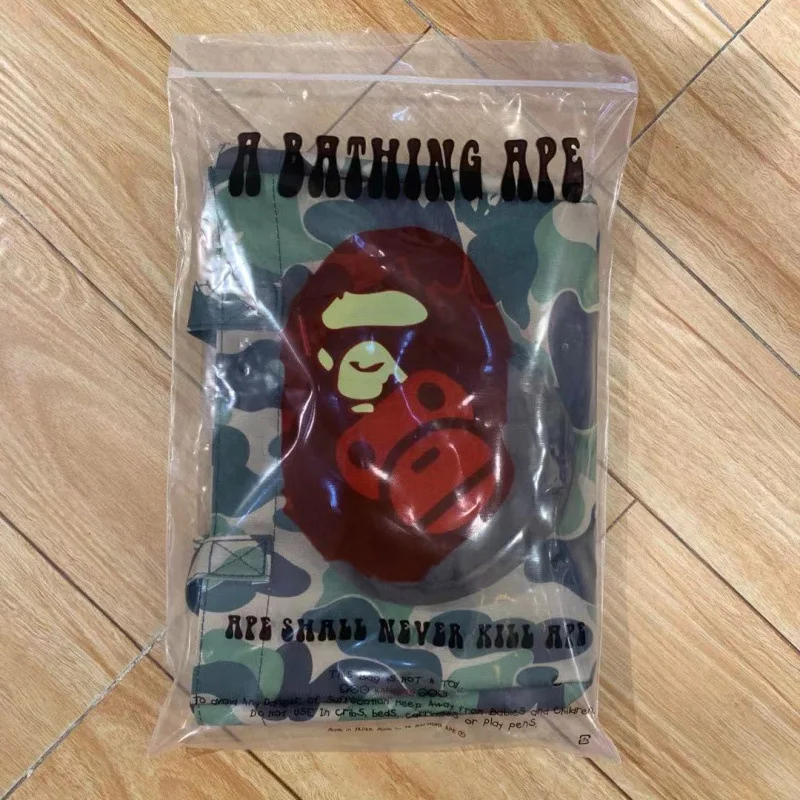 A BATHING APE
APE SHALL NEVER KILL APE
THIS BAG IS NOT A TOY.
To avoid Any Danger of Suffocation Keep Away from Babies and Children.
Do not USE in Cribs, beds, carriages or play pens.